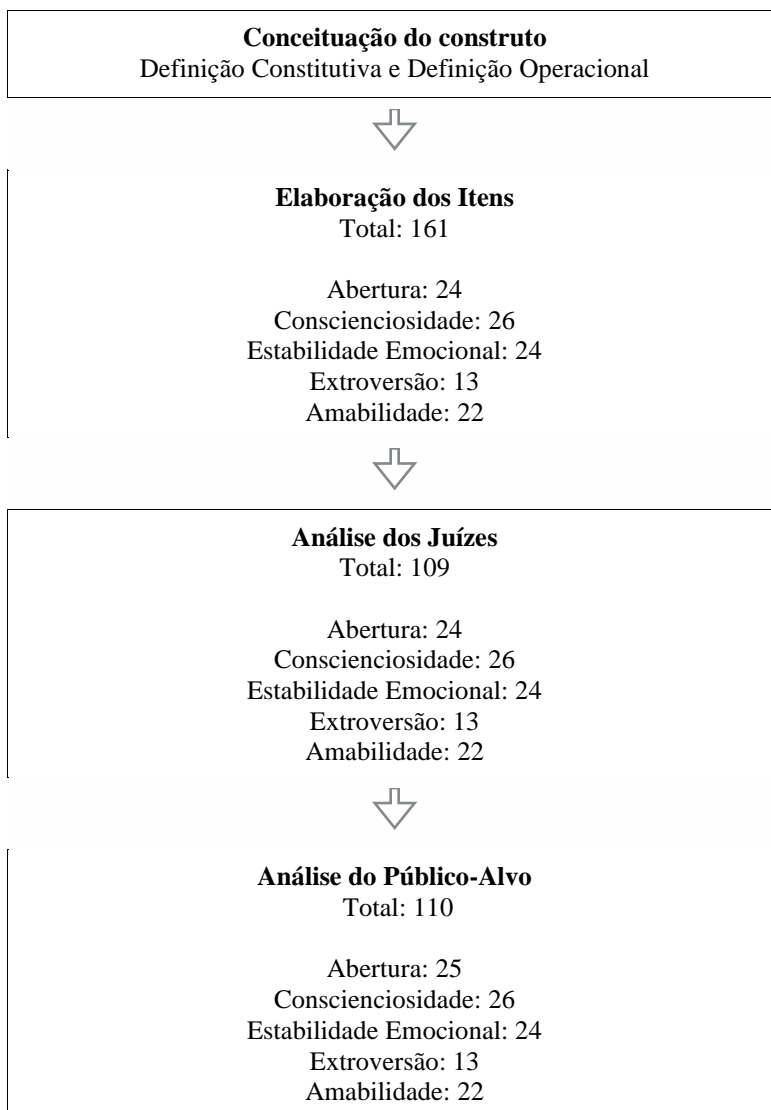 Conceituação do construto
Definição Constitutiva e Definição Operacional
Elaboração dos Itens
Total: 161
Abertura: 24
Conscienciosidade: 26
Estabilidade Emocional: 24
Extroversão: 13
Amabilidade: 22
Análise dos Juízes
Total: 109
Abertura: 24
Conscienciosidade: 26
Estabilidade Emocional: 24
Extroversão: 13
Amabilidade: 22
Análise do Público-Alvo
Total: 110
Abertura: 25
Conscienciosidade: 26
Estabilidade Emocional: 24
Extroversão: 13
Amabilidade: 22